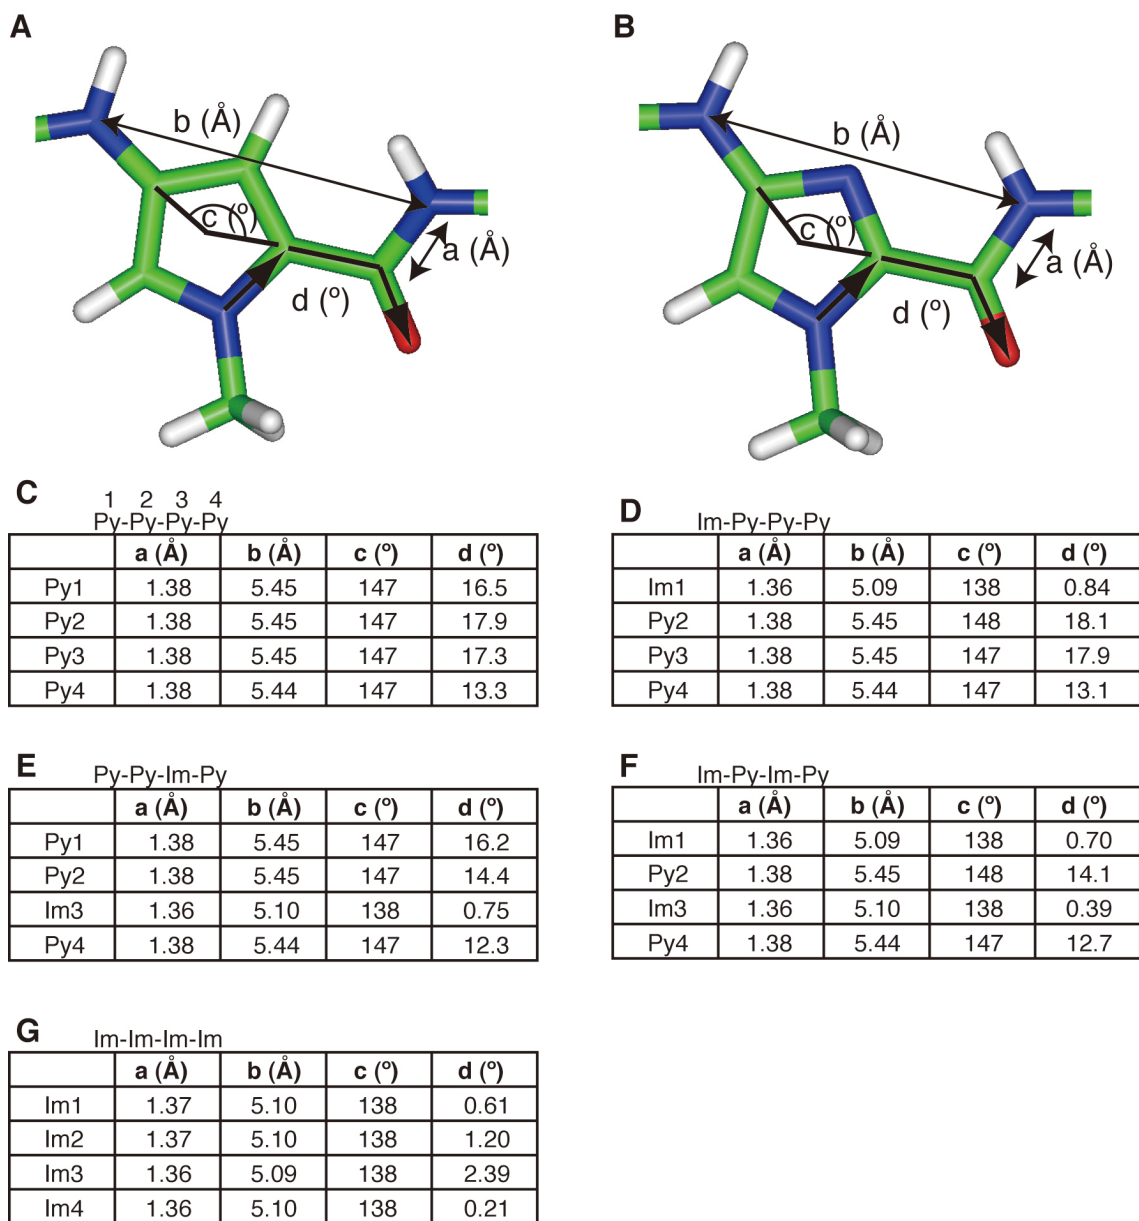 A
b (Å)
c (º)
a (Å)
d (º)
B
b (Å)
c (º)
a (Å)
d (º)
C
1 2 3 4
Py-Py-Py-Py
a (Å) b (Å) c (º) d (º)
Py1 1.38 5.45 147 16.5
Py2 1.38 5.45 147 17.9
Py3 1.38 5.45 147 17.3
Py4 1.38 5.44 147 13.3
D
Im-Py-Py-Py
a (Å) b (Å) c (º) d (º)
Im1 1.36 5.09 138 0.84
Py2 1.38 5.45 148 18.1
Py3 1.38 5.45 147 17.9
Py4 1.38 5.44 147 13.1
E
Py-Py-Im-Py
a (Å) b (Å) c (º) d (º)
Py1 1.38 5.45 147 16.2
Py2 1.38 5.45 147 14.4
Im3 1.36 5.10 138 0.75
Py4 1.38 5.44 147 12.3
F
Im-Py-Im-Py
a (Å) b (Å) c (º) d (º)
Im1 1.36 5.09 138 0.70
Py2 1.38 5.45 148 14.1
Im3 1.36 5.10 138 0.39
Py4 1.38 5.44 147 12.7
G
Im-Im-Im-Im
a (Å) b (Å) c (º) d (º)
Im1 1.37 5.10 138 0.61
Im2 1.37 5.10 138 1.20
Im3 1.36 5.09 138 2.39
Im4 1.36 5.10 138 0.21